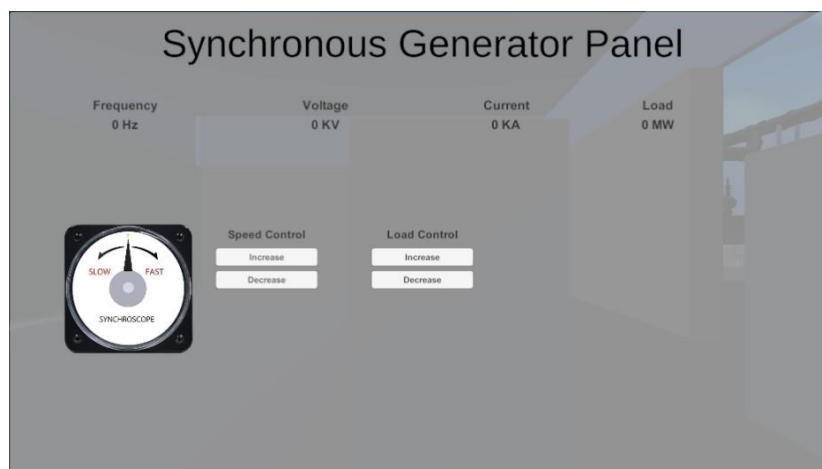 Synchronous Generator Panel
Frequency Voltage Current Load
0 Hz 0 KV 0 KA 0 MW
Speed Control Load Control
Increase Increase
Decrease Decrease
SLOW FAST
SYNCHROSCOPE